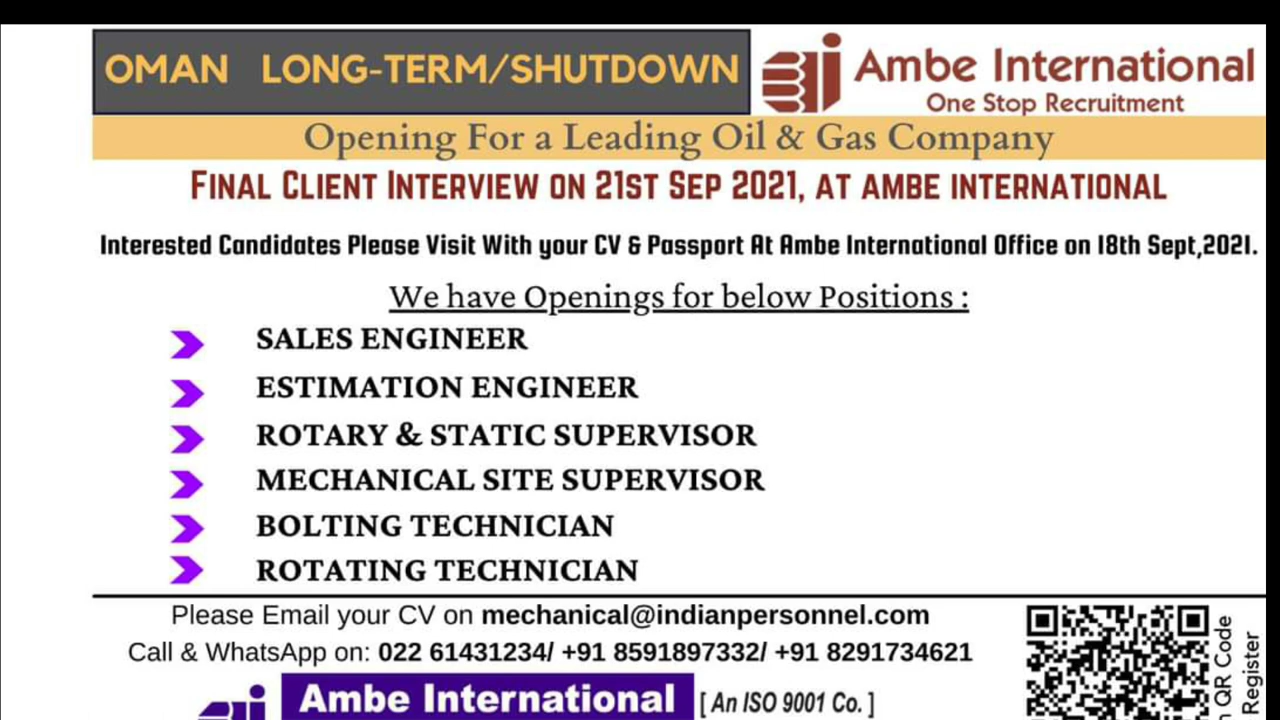 OMAN LONG-TERM/SHUTDOWN
Ambe International
One Stop Recruitment
Opening For a Leading Oil & Gas Company
FINAL CLIENT INTERVIEW ON 21ST SEP 2021, AT AMBE INTERNATIONAL
Interested Candidates Please Visit With your CV & Passport At Ambe International Office on 18th Sept,2021.
We have Openings for below Positions :
SALES ENGINEER
ESTIMATION ENGINEER
ROTARY & STATIC SUPERVISOR
MECHANICAL SITE SUPERVISOR
BOLTING TECHNICIAN
ROTATING TECHNICIAN
Please Email your CV on mechanical@indianpersonnel.com
Call & WhatsApp on: 022 61431234/ +91 8591897332/ +91 8291734621
Ambe International [ An ISO 9001 Co. ]
QR Code
Register